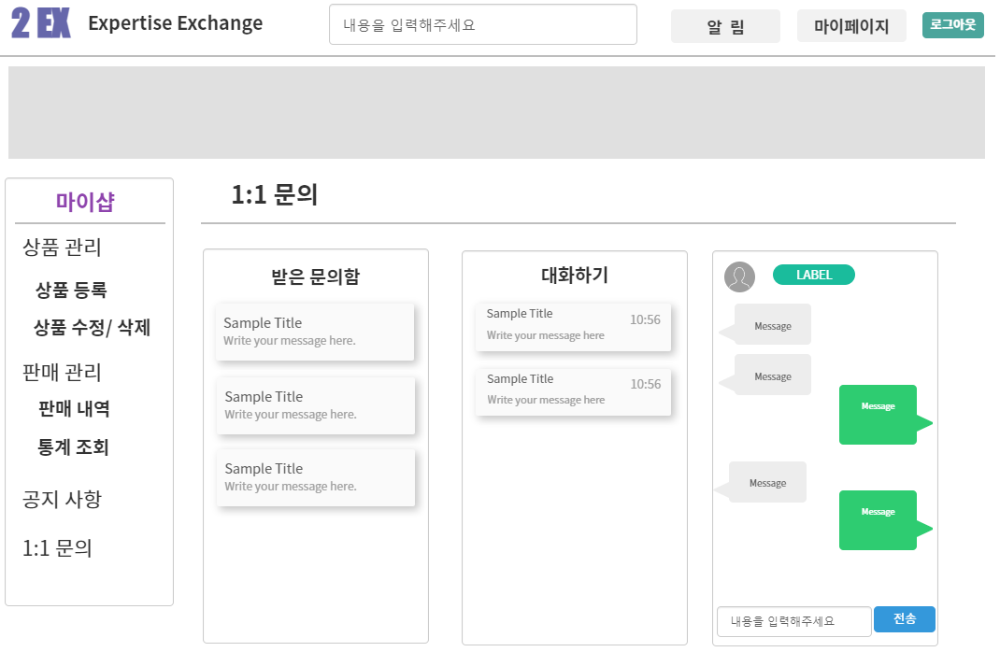 2 EX Expertise Exchange
내용을 입력해주세요
알 림
마이페이지
로그아웃
마이샵
상품 관리
상품 등록
상품 수정/ 삭제
판매 관리
판매 내역
통계 조회
공지 사항
1:1 문의
1:1 문의
받은 문의함
Sample Title
Write your message here.
Sample Title
Write your message here.
Sample Title
Write your message here.
대화하기
Sample Title
10:56
Write your message here
Sample Title
10:56
Write your message here
LABEL
Message
Message
Message
Message
Message
내용을 입력해주세요
전송